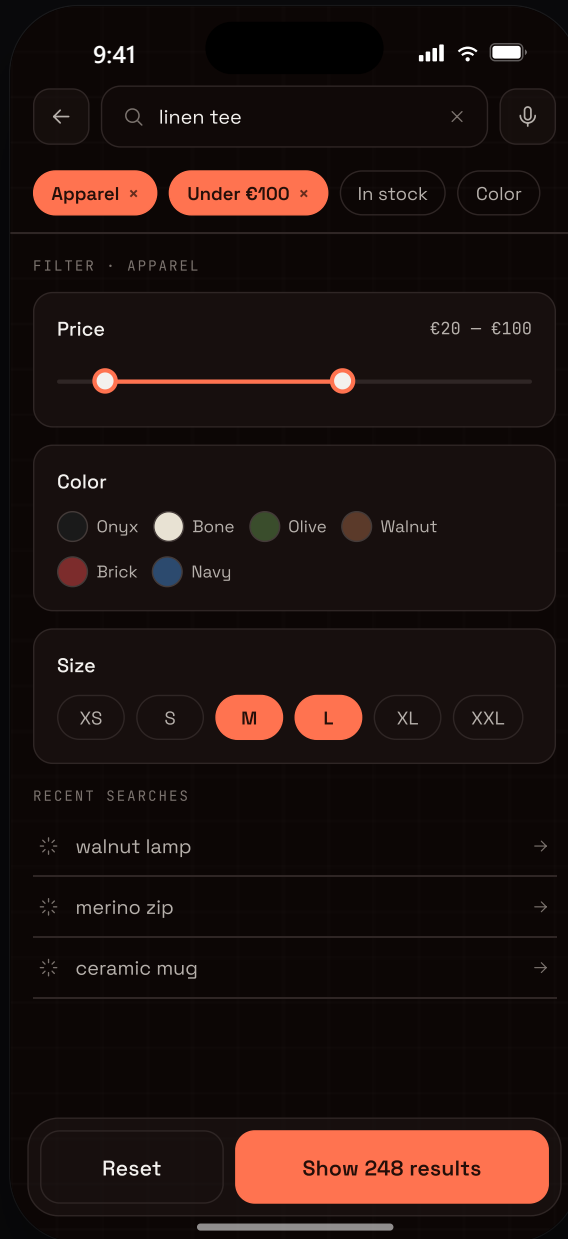 9:41
linen tee
Apparel × Under €100 × In stock Color
FILTER · APPAREL
Price €20 — €100
Color
Onyx Bone Olive Walnut
Brick Navy
Size
XS S M L XL XXL
RECENT SEARCHES
walnut lamp
merino zip
ceramic mug
Reset Show 248 results